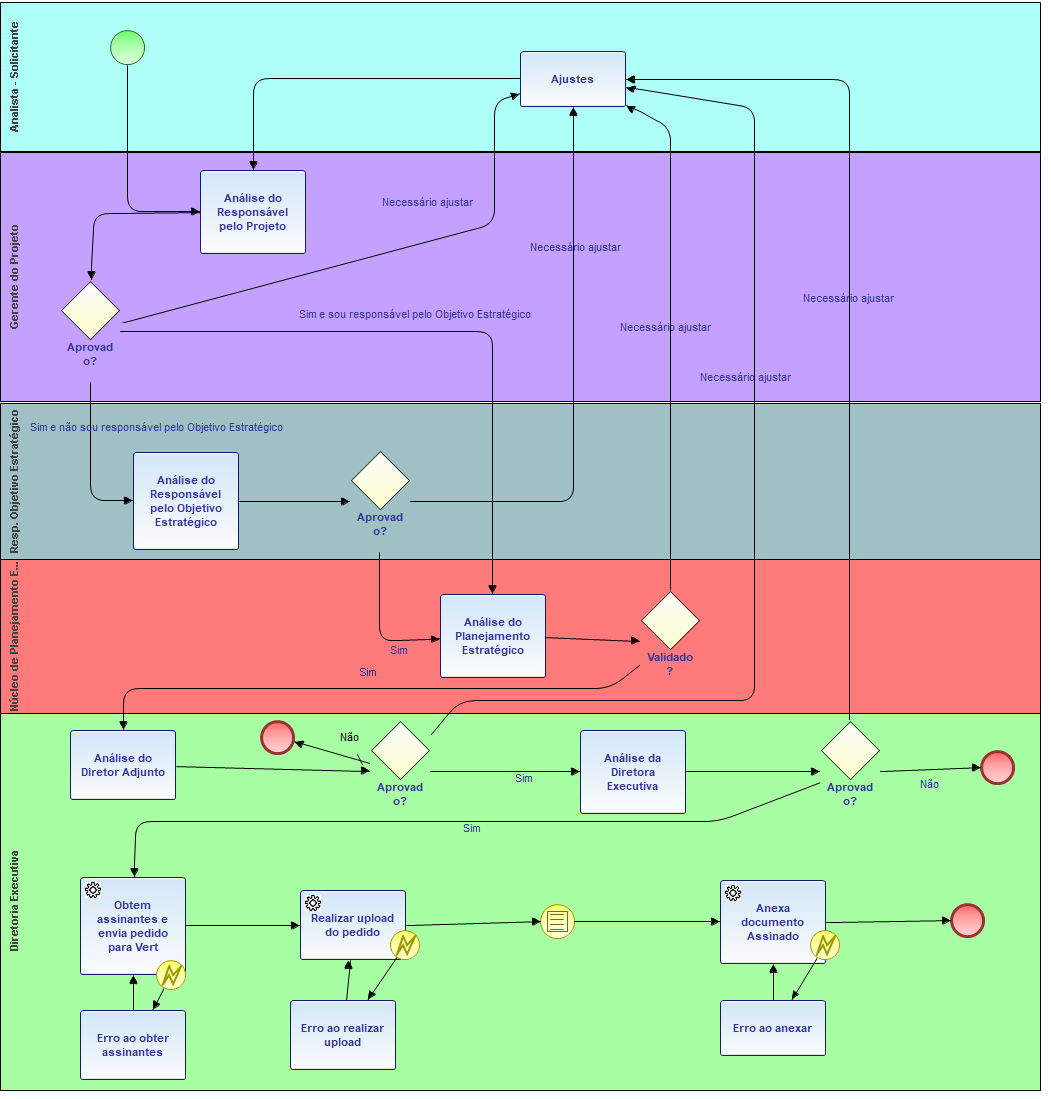 Analista - Solicitante
Ajustes
Gerente do Projeto
Análise do
Responsável
pelo Projeto
Necessário ajustar
Necessário ajustar
Necessário ajustar
Sim e sou responsável pelo Objetivo Estratégico
Necessário ajustar
Aprovad
o?
Necessário ajustar
Resp. Objetivo Estratégico
Sim e não sou responsável pelo Objetivo Estratégico
Análise do
Responsável
pelo Objetivo
Estratégico
Aprovad
o?
Núcleo de Planejamento E...
Análise do
Planejamento
Estratégico
Sim
Validado
?
Sim
Diretoria Executiva
Análise do
Diretor Adjunto
Não
Aprovad
o?
Sim
Análise da
Diretora
Executiva
Aprovad
o?
Não
Sim
Obtem
assinantes e
envia pedido
para Vert
Realizar upload
do pedido
Anexa
documento
Assinado
Erro ao obter
assinantes
Erro ao realizar
upload
Erro ao anexar